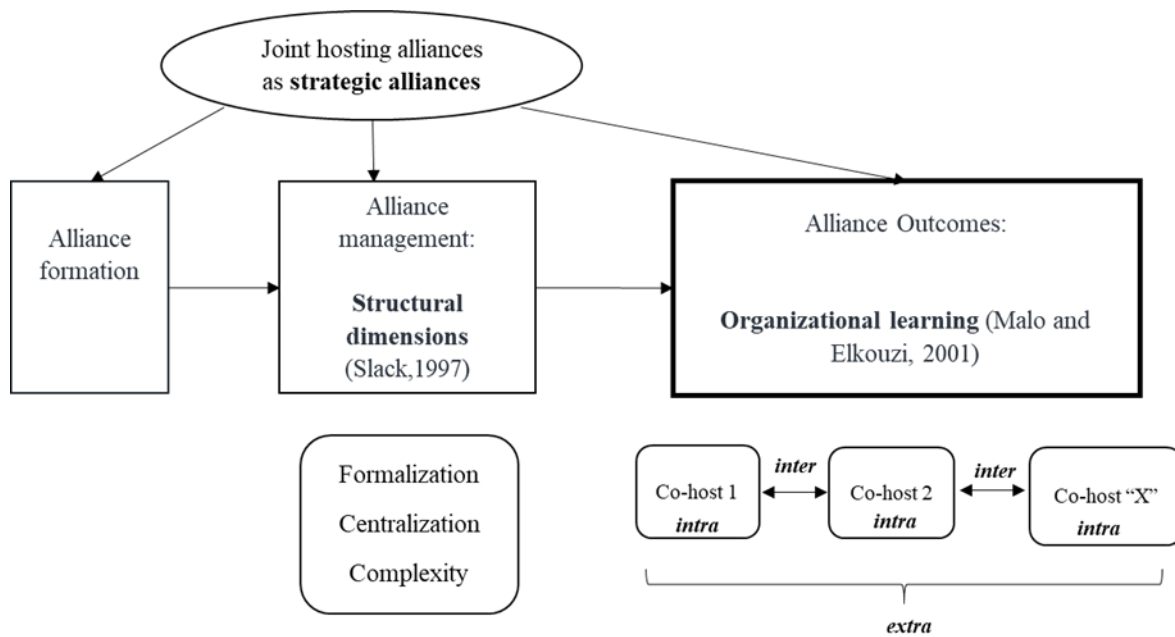 Joint hosting alliances
as strategic alliances
Alliance
formation
Alliance
management:
Structural
dimensions
(Slack,1997)
Alliance Outcomes:
Organizational learning (Malo and
Elkouzi, 2001)
Formalization
Centralization
Complexity
Co-host 1
intra
inter
Co-host 2
intra
inter
Co-host “X”
intra
extra